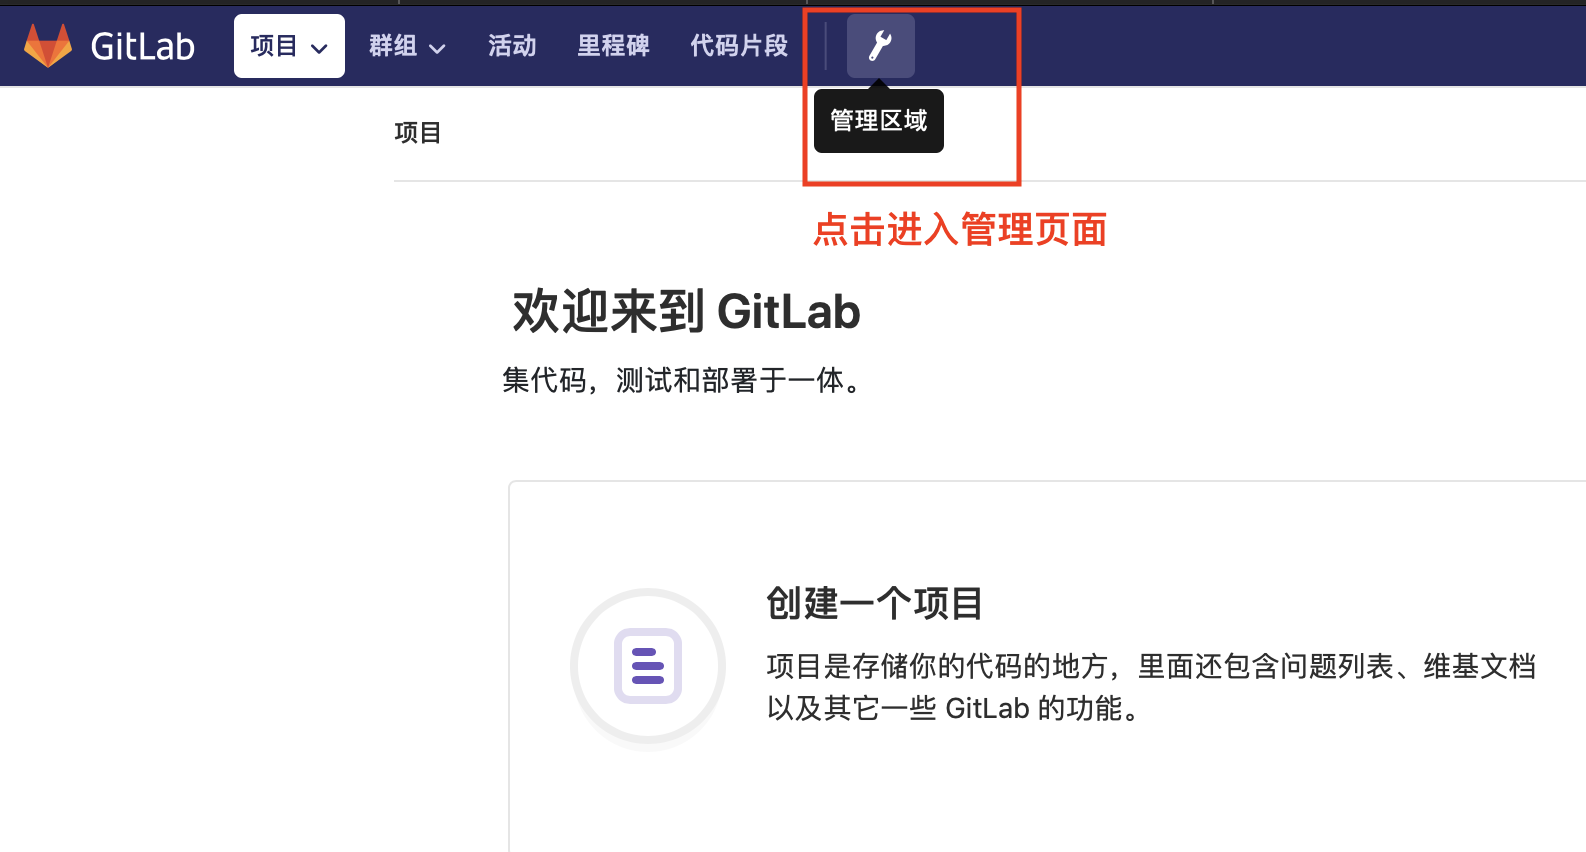 GitLab 项目 群组 活动 里程碑 代码片段
管理区域
项目
点击进入管理页面
欢迎来到 GitLab
集代码，测试和部署于一体。
创建一个项目
项目是存储你的代码的地方，里面还包含问题列表、维基文档
以及其它一些 GitLab 的功能。